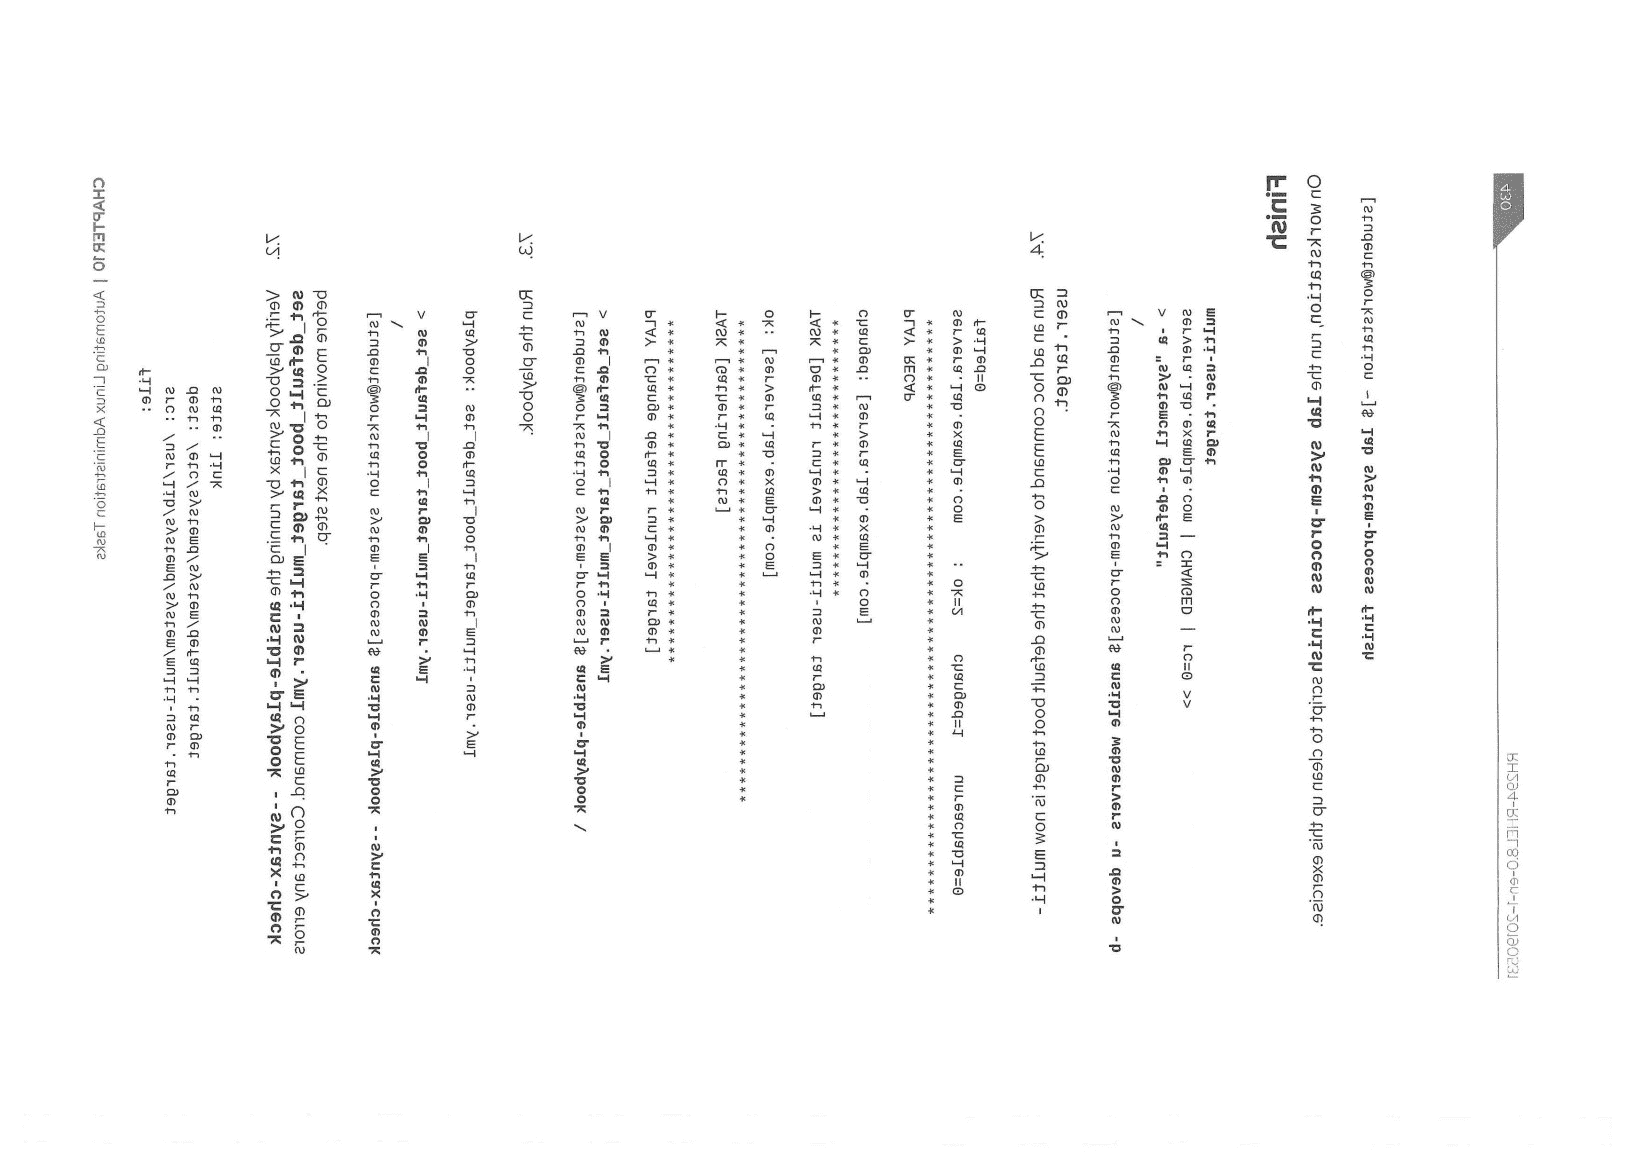 CHAPTER 10 | Automating Linux Administration Tasks
file:
src: /usr/lib/systemd/system/multi-user.target
dest: /etc/systemd/system/default.target
state: link
7.2. Verify playbook syntax by running the ansible-playbook --syntax-check
set_default_boot_target_multi-user.yml command. Correct any errors
before moving to the next step.
[student@workstation system-process]$ ansible-playbook --syntax-check
\
> set_default_boot_target_multi-user.yml
playbook: set_default_boot_target_multi-user.yml
7.3. Run the playbook.
[student@workstation system-process]$ ansible-playbook \
> set_default_boot_target_multi-user.yml
PLAY [Change default runlevel target]
************************************
TASK [Gathering Facts]
***************************************************
ok: [servera.lab.example.com]
TASK [Default runlevel is multi-user target]
*****************************
changed: [servera.lab.example.com]
PLAY RECAP
***************************************************************
servera.lab.example.com : ok=2 changed=1 unreachable=0
failed=0
7.4. Run an ad hoc command to verify that the default boot target is now multi-
user.target.
[student@workstation system-process]$ ansible webservers -u devops -b
\
> -a "systemctl get-default"
servera.lab.example.com | CHANGED | rc=0 >>
multi-user.target
Finish
On workstation, run the lab system-process finish script to clean up this exercise.
[student@workstation ~]$ lab system-process finish
430 RH294-RHEL8.0-en-1-20190531